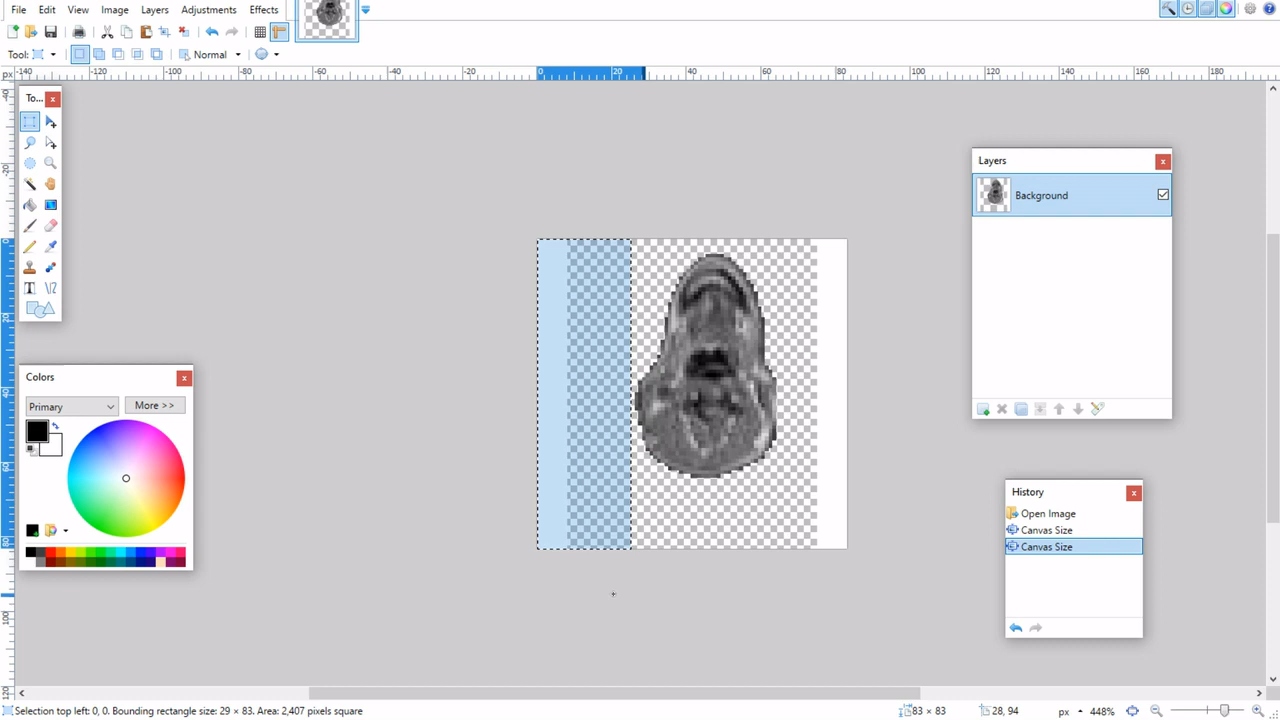 File Edit View Image Layers Adjustments Effects
Tool: Normal
px -140 -120 -100 -80 -60 -40 -20 0 20 40 60 80 100 120 140 160 180
To...
Layers
Background
Colors
Primary More >>
History
Open Image
Canvas Size
Canvas Size
Selection top left: 0, 0. Bounding rectangle size: 29 × 83. Area: 2,407 pixels square 83 × 83 28, 94 px 448%